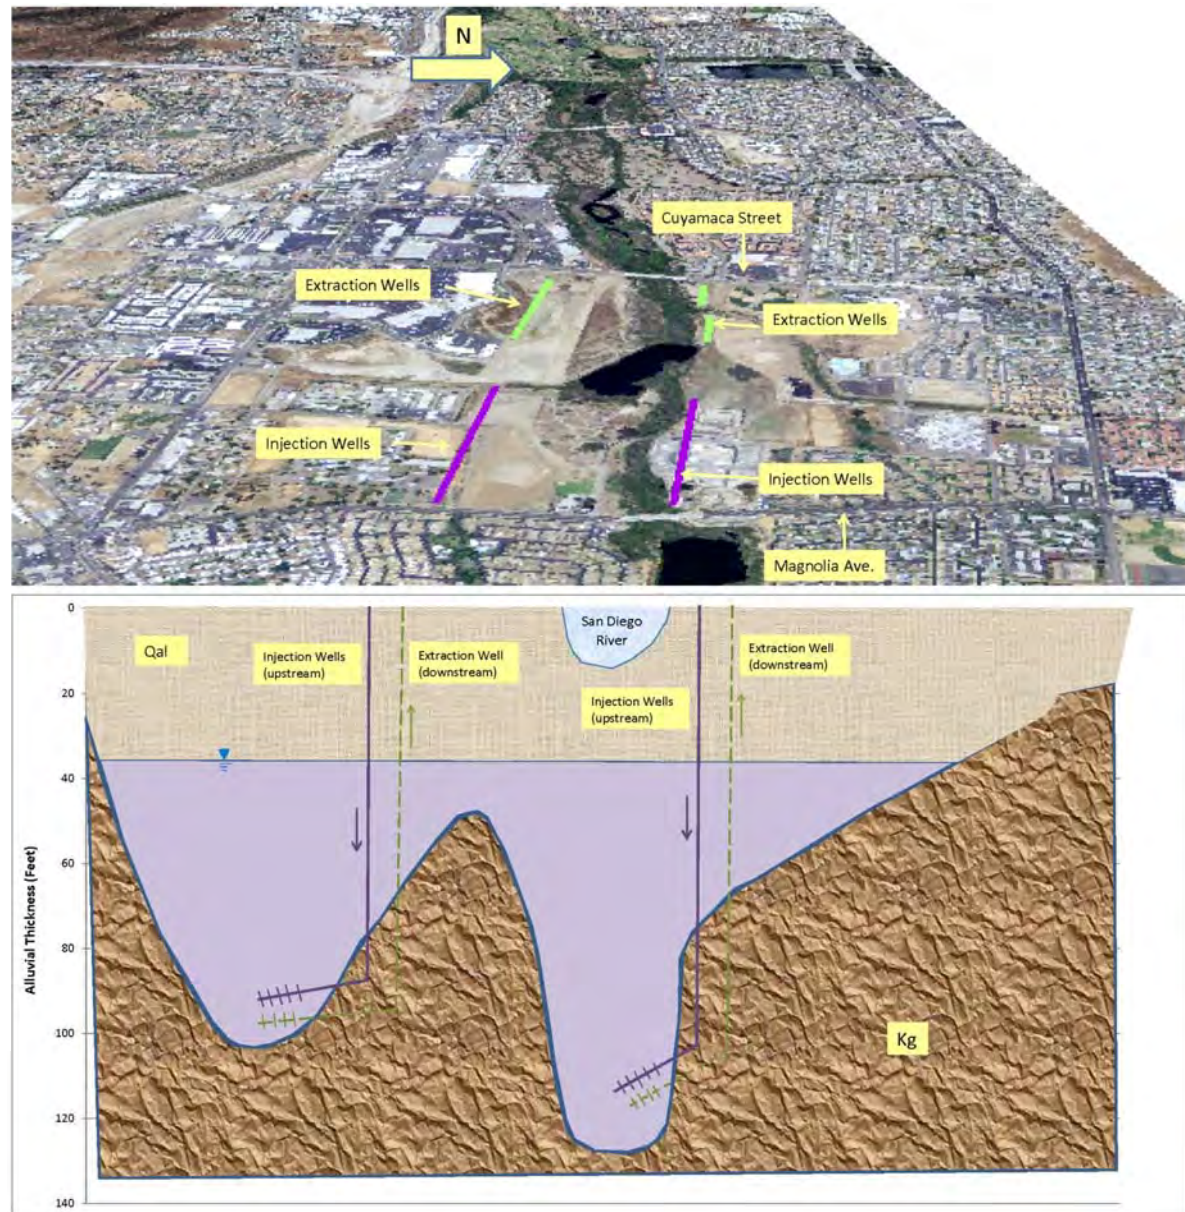 N
Cuyamaca Street
Extraction Wells
Extraction Wells
Injection Wells
Injection Wells
Magnolia Ave.
0
20
40
60
80
100
120
140
Alluvial Thickness (Feet)
Qal
Injection Wells
(upstream)
Extraction Well
(downstream)
San Diego
River
Injection Wells
(upstream)
Extraction Well
(downstream)
Kg